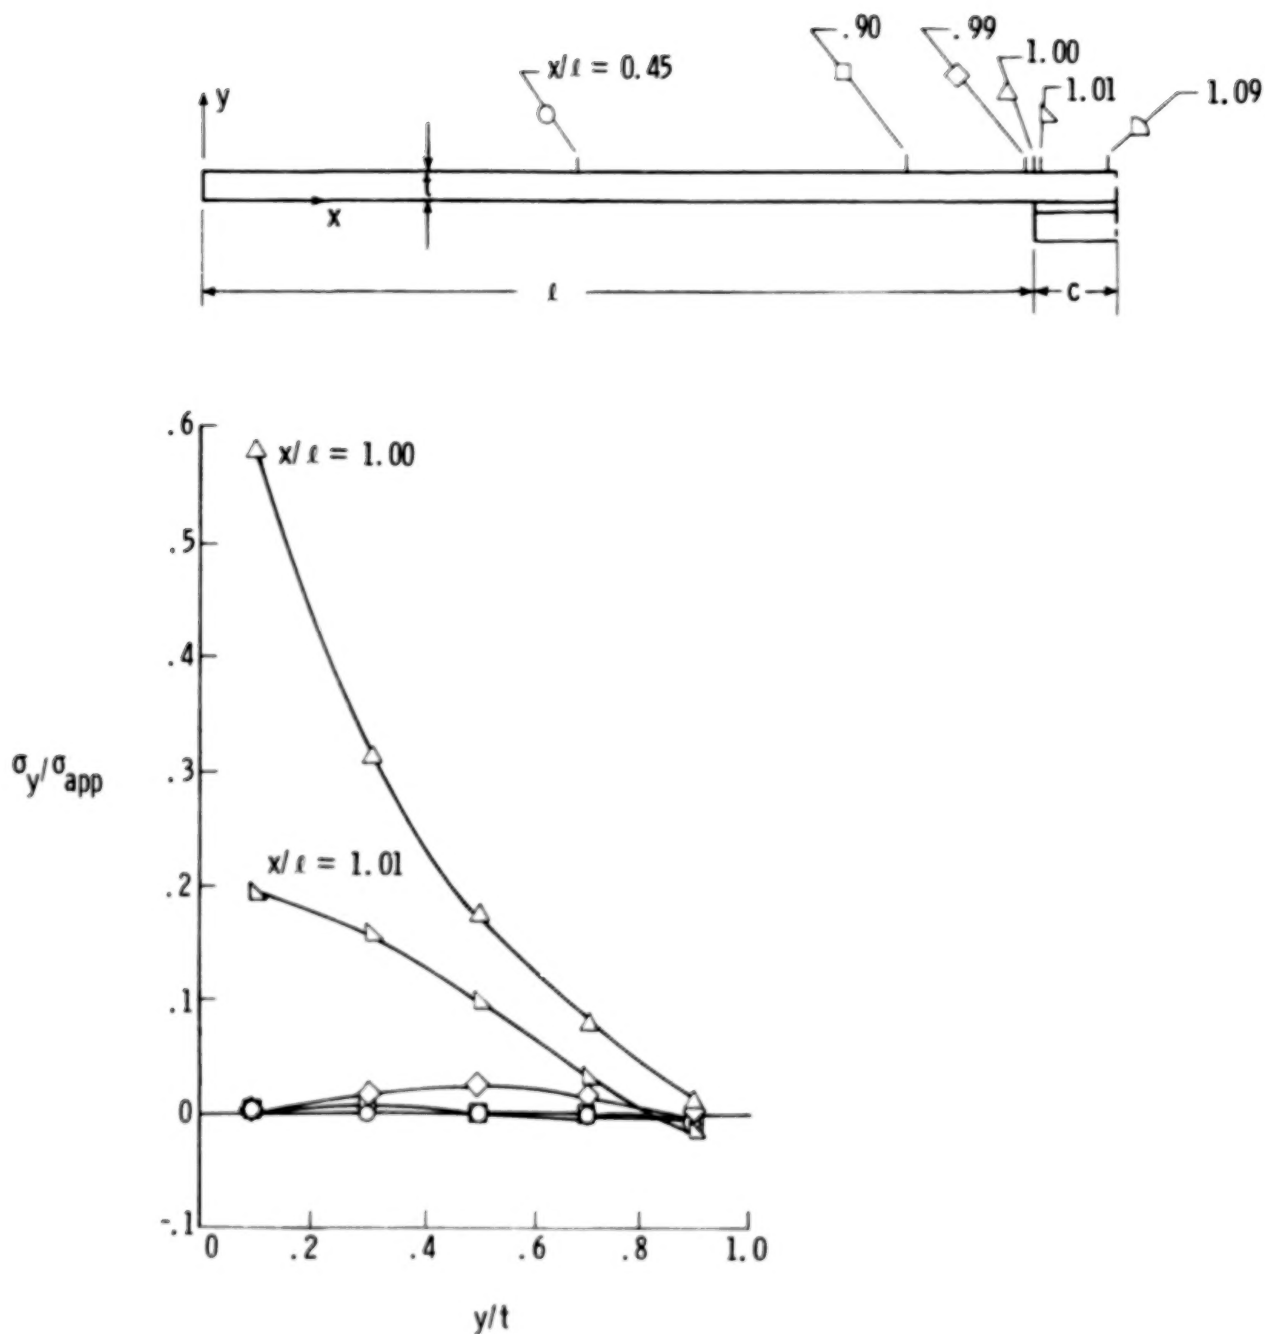 .90
.99
1.00
x/ℓ = 0.45
1.01
1.09
y
t
x
ℓ
c
.6
x/ℓ = 1.00
.5
.4
.3
σy/σapp
x/ℓ = 1.01
.2
.1
0
-.1
0 .2 .4 .6 .8 1.0
y/t